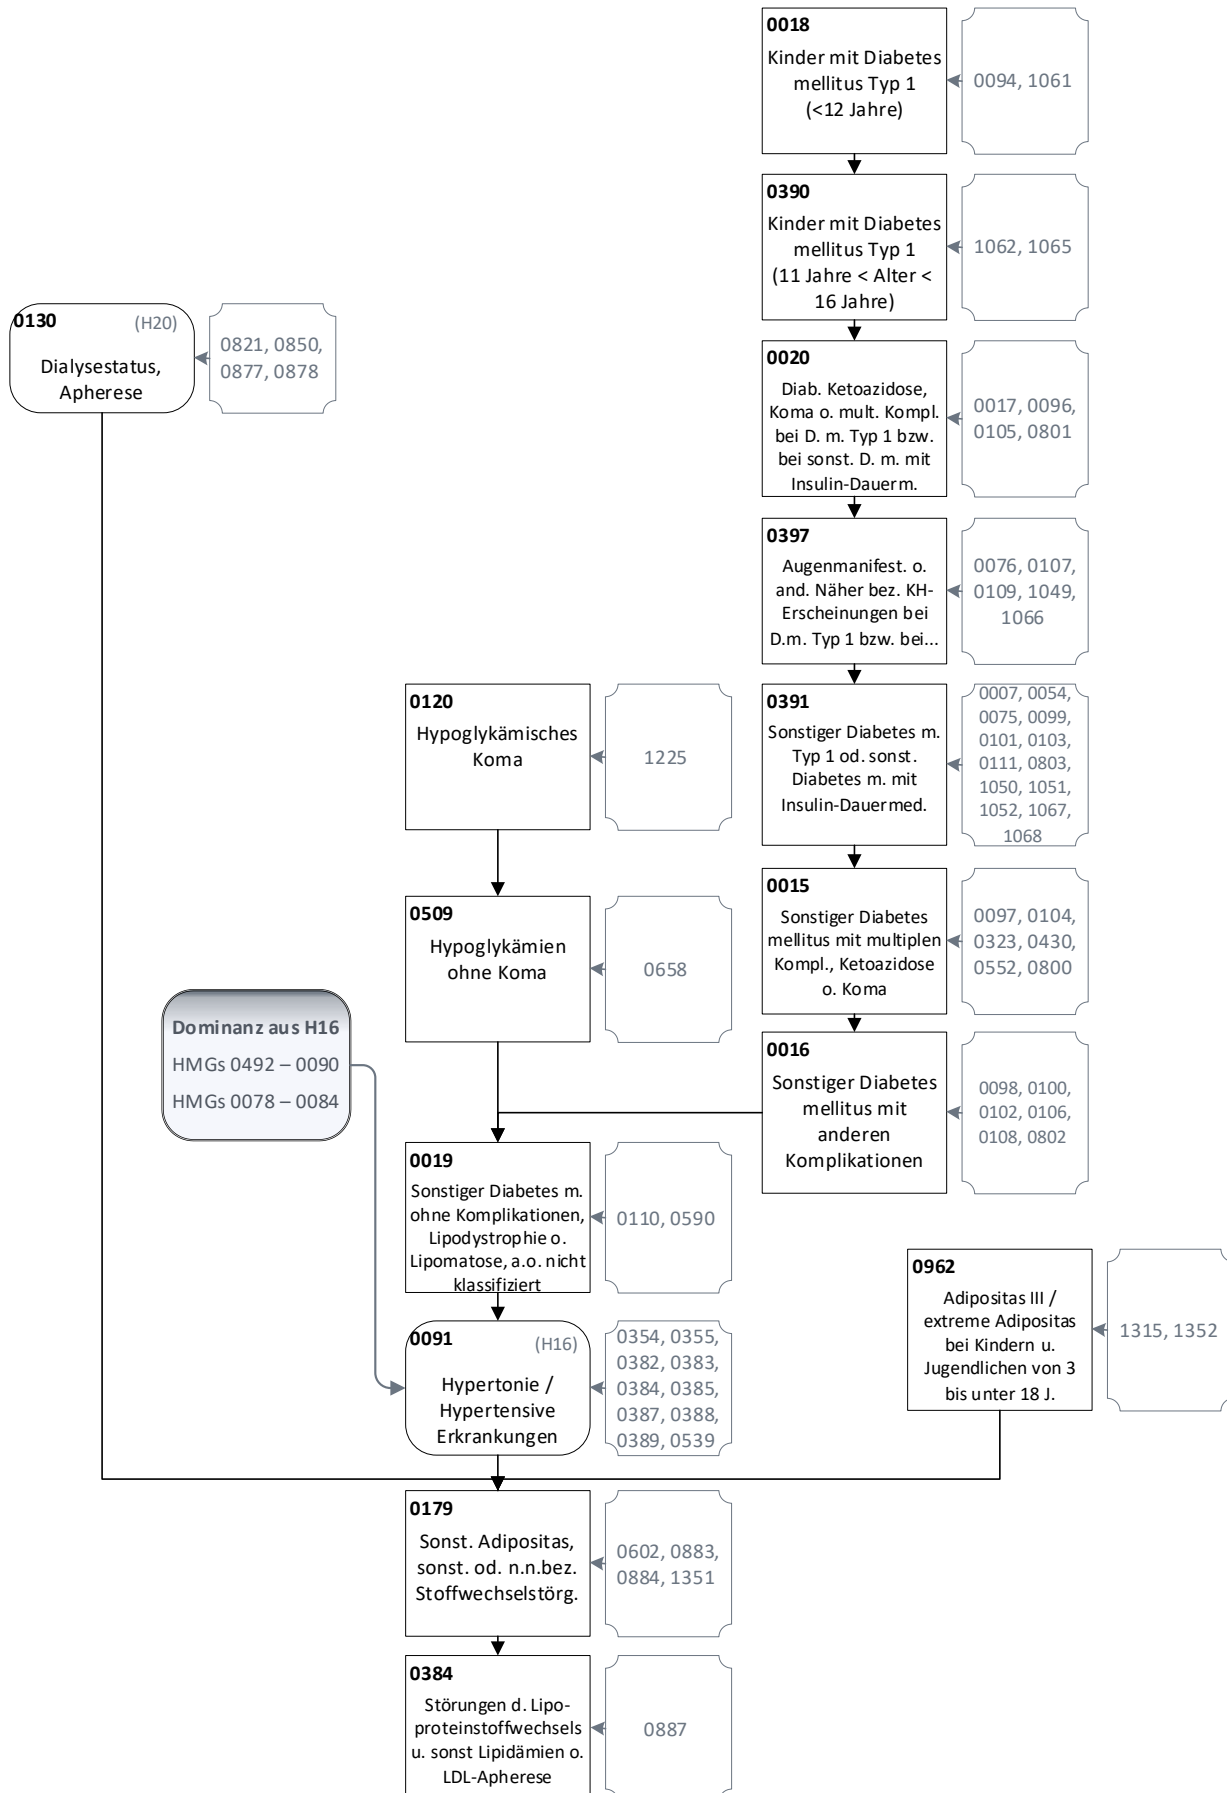 0018
Kinder mit Diabetes
mellitus Typ 1
(<12 Jahre)
0094, 1061
0390
Kinder mit Diabetes
mellitus Typ 1
(11 Jahre < Alter <
16 Jahre)
1062, 1065
0130
(H20)
Dialysestatus,
Apherese
0821, 0850,
0877, 0878
0020
Diab. Ketoazidose,
Koma o. mult. Kompl.
bei D. m. Typ 1 bzw.
bei sonst. D. m. mit
Insulin-Dauerm.
0017, 0096,
0105, 0801
0397
Augenmanifest. o.
and. Näher bez. KH-
Erscheinungen bei
D.m. Typ 1 bzw. bei...
0076, 0107,
0109, 1049,
1066
0120
Hypoglykämisches
Koma
1225
0391
Sonstiger Diabetes m.
Typ 1 od. sonst.
Diabetes m. mit
Insulin-Dauermed.
0007, 0054,
0075, 0099,
0101, 0103,
0111, 0803,
1050, 1051,
1052, 1067,
1068
0509
Hypoglykämien
ohne Koma
0658
0015
Sonstiger Diabetes
mellitus mit multiplen
Kompl., Ketoazidose
o. Koma
0097, 0104,
0323, 0430,
0552, 0800
Dominanz aus H16
HMGs 0492 – 0090
HMGs 0078 – 0084
0016
Sonstiger Diabetes
mellitus mit
anderen
Komplikationen
0098, 0100,
0102, 0106,
0108, 0802
0019
Sonstiger Diabetes m.
ohne Komplikationen,
Lipodystrophie o.
Lipomatose, a.o. nicht
klassifiziert
0110, 0590
0962
Adipositas III /
extreme Adipositas
bei Kindern u.
Jugendlichen von 3
bis unter 18 J.
1315, 1352
0091
(H16)
Hypertonie /
Hypertensive
Erkrankungen
0354, 0355,
0382, 0383,
0384, 0385,
0387, 0388,
0389, 0539
0179
Sonst. Adipositas,
sonst. od. n.n.bez.
Stoffwechselstörg.
0602, 0883,
0884, 1351
0384
Störungen d. Lipo-
proteinstoffwechsels
u. sonst Lipidämien o.
LDL-Apherese
0887